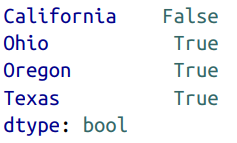 California    False
Ohio           True
Oregon         True
Texas          True
dtype: bool